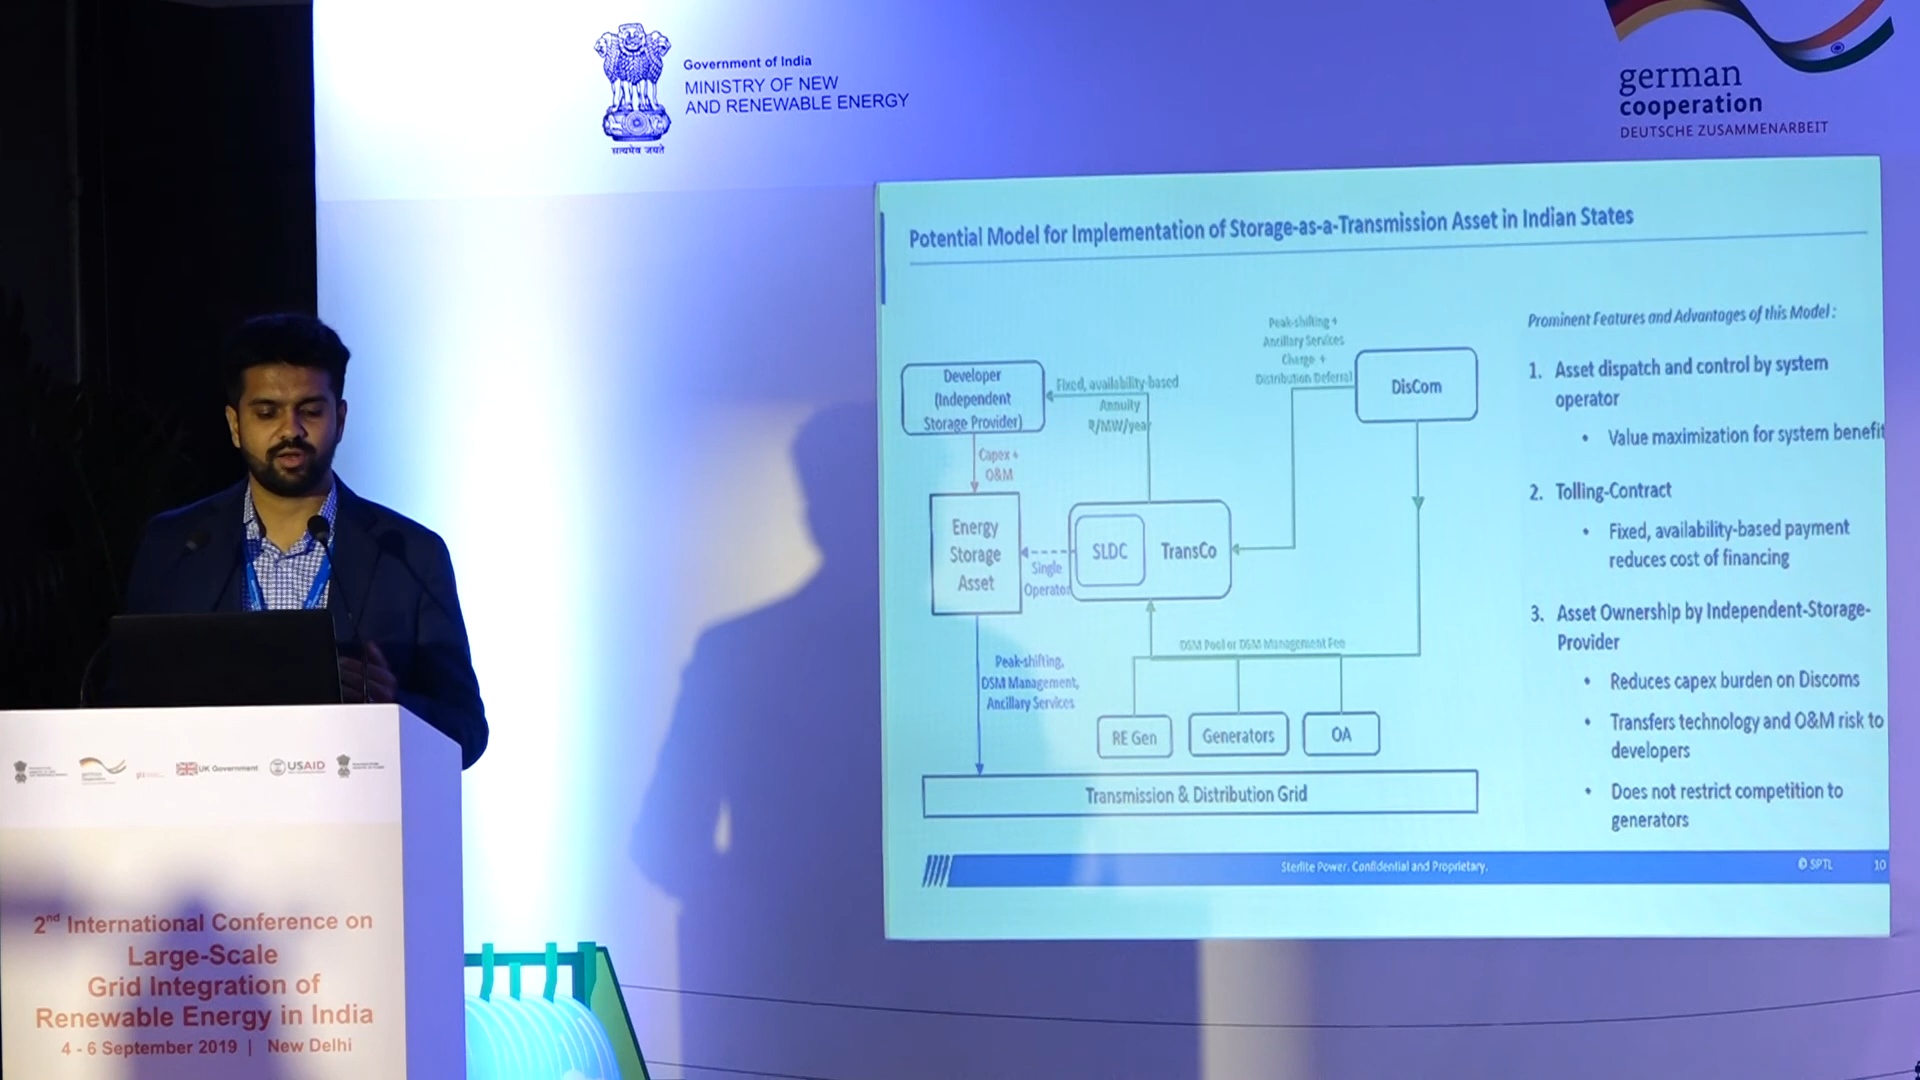 Government of India
MINISTRY OF NEW
AND RENEWABLE ENERGY
सत्यमेव जयते
german
cooperation
DEUTSCHE ZUSAMMENARBEIT
Potential Model for Implementation of Storage-as-a-Transmission Asset in Indian States
Developer
(Independent
Storage Provider)
Fixed, availability-based
Annuity
₹/MW/year
Peak-shifting +
Ancillary Services
Charge +
Distribution Deferral
DisCom
Capex +
O&M
Energy
Storage
Asset
Single
Operator
SLDC
TransCo
DSM Pool or DSM Management Fee
Peak-shifting,
DSM Management,
Ancillary Services
RE Gen
Generators
OA
Transmission & Distribution Grid
Prominent Features and Advantages of this Model :
1. Asset dispatch and control by system
operator
• Value maximization for system benefit
2. Tolling-Contract
• Fixed, availability-based payment
reduces cost of financing
3. Asset Ownership by Independent-Storage-
Provider
• Reduces capex burden on Discoms
• Transfers technology and O&M risk to
developers
• Does not restrict competition to
generators
Sterlite Power. Confidential and Proprietary.
© SPTL
10
german
cooperation
giz
UK Government
USAID
2nd International Conference on
Large-Scale
Grid Integration of
Renewable Energy in India
4 - 6 September 2019 | New Delhi